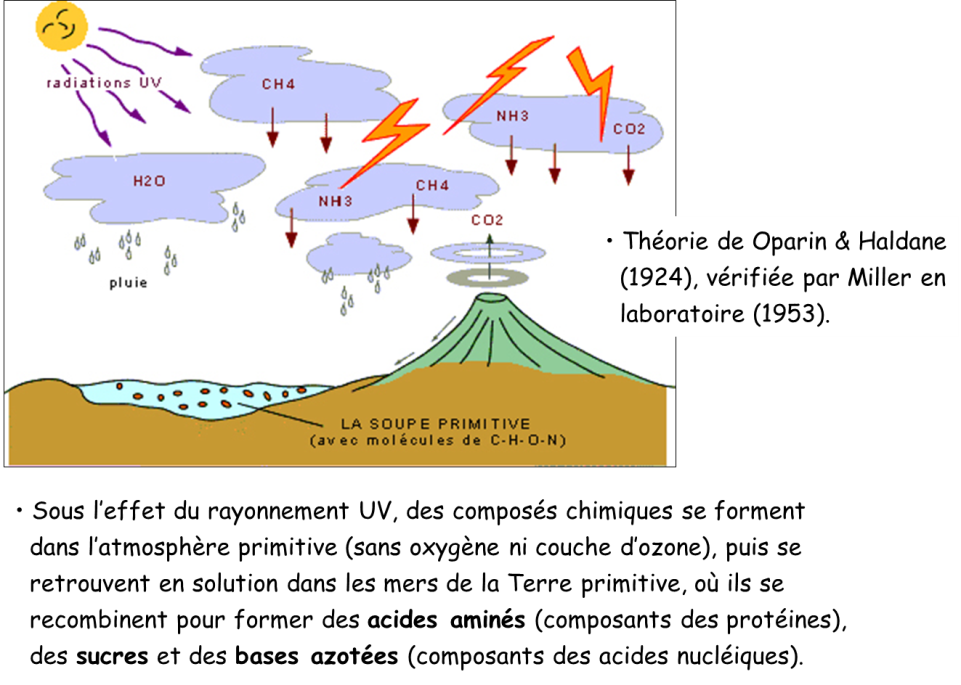 radiations UV
CH4
NH3
CO2
H2O
CH4
NH3
CO2
pluie
• Théorie de Oparin & Haldane
(1924), vérifiée par Miller en
laboratoire (1953).
LA SOUPE PRIMITIVE
(avec molécules de C-H-O-N)
• Sous l'effet du rayonnement UV, des composés chimiques se forment
dans l'atmosphère primitive (sans oxygène ni couche d'ozone), puis se
retrouvent en solution dans les mers de la Terre primitive, où ils se
recombinent pour former des acides aminés (composants des protéines),
des sucres et des bases azotées (composants des acides nucléiques).